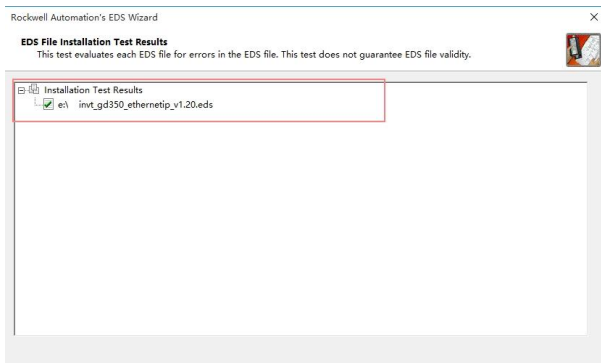 Rockwell Automation's EDS Wizard
EDS File Installation Test Results
This test evaluates each EDS file for errors in the EDS file. This test does not guarantee EDS file validity.
Installation Test Results
e:\ invt_gd350_ethernetip_v1.20.eds